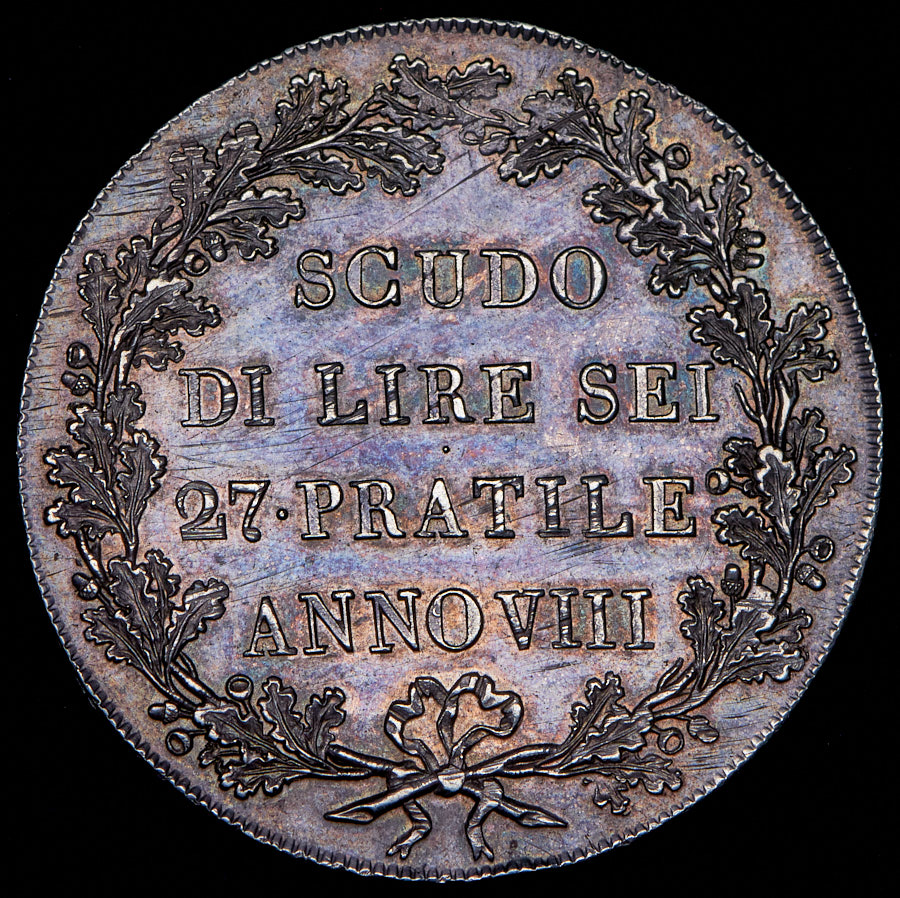 SCUDO
DI LIRE SEI
27·PRATILE
ANNO VIII